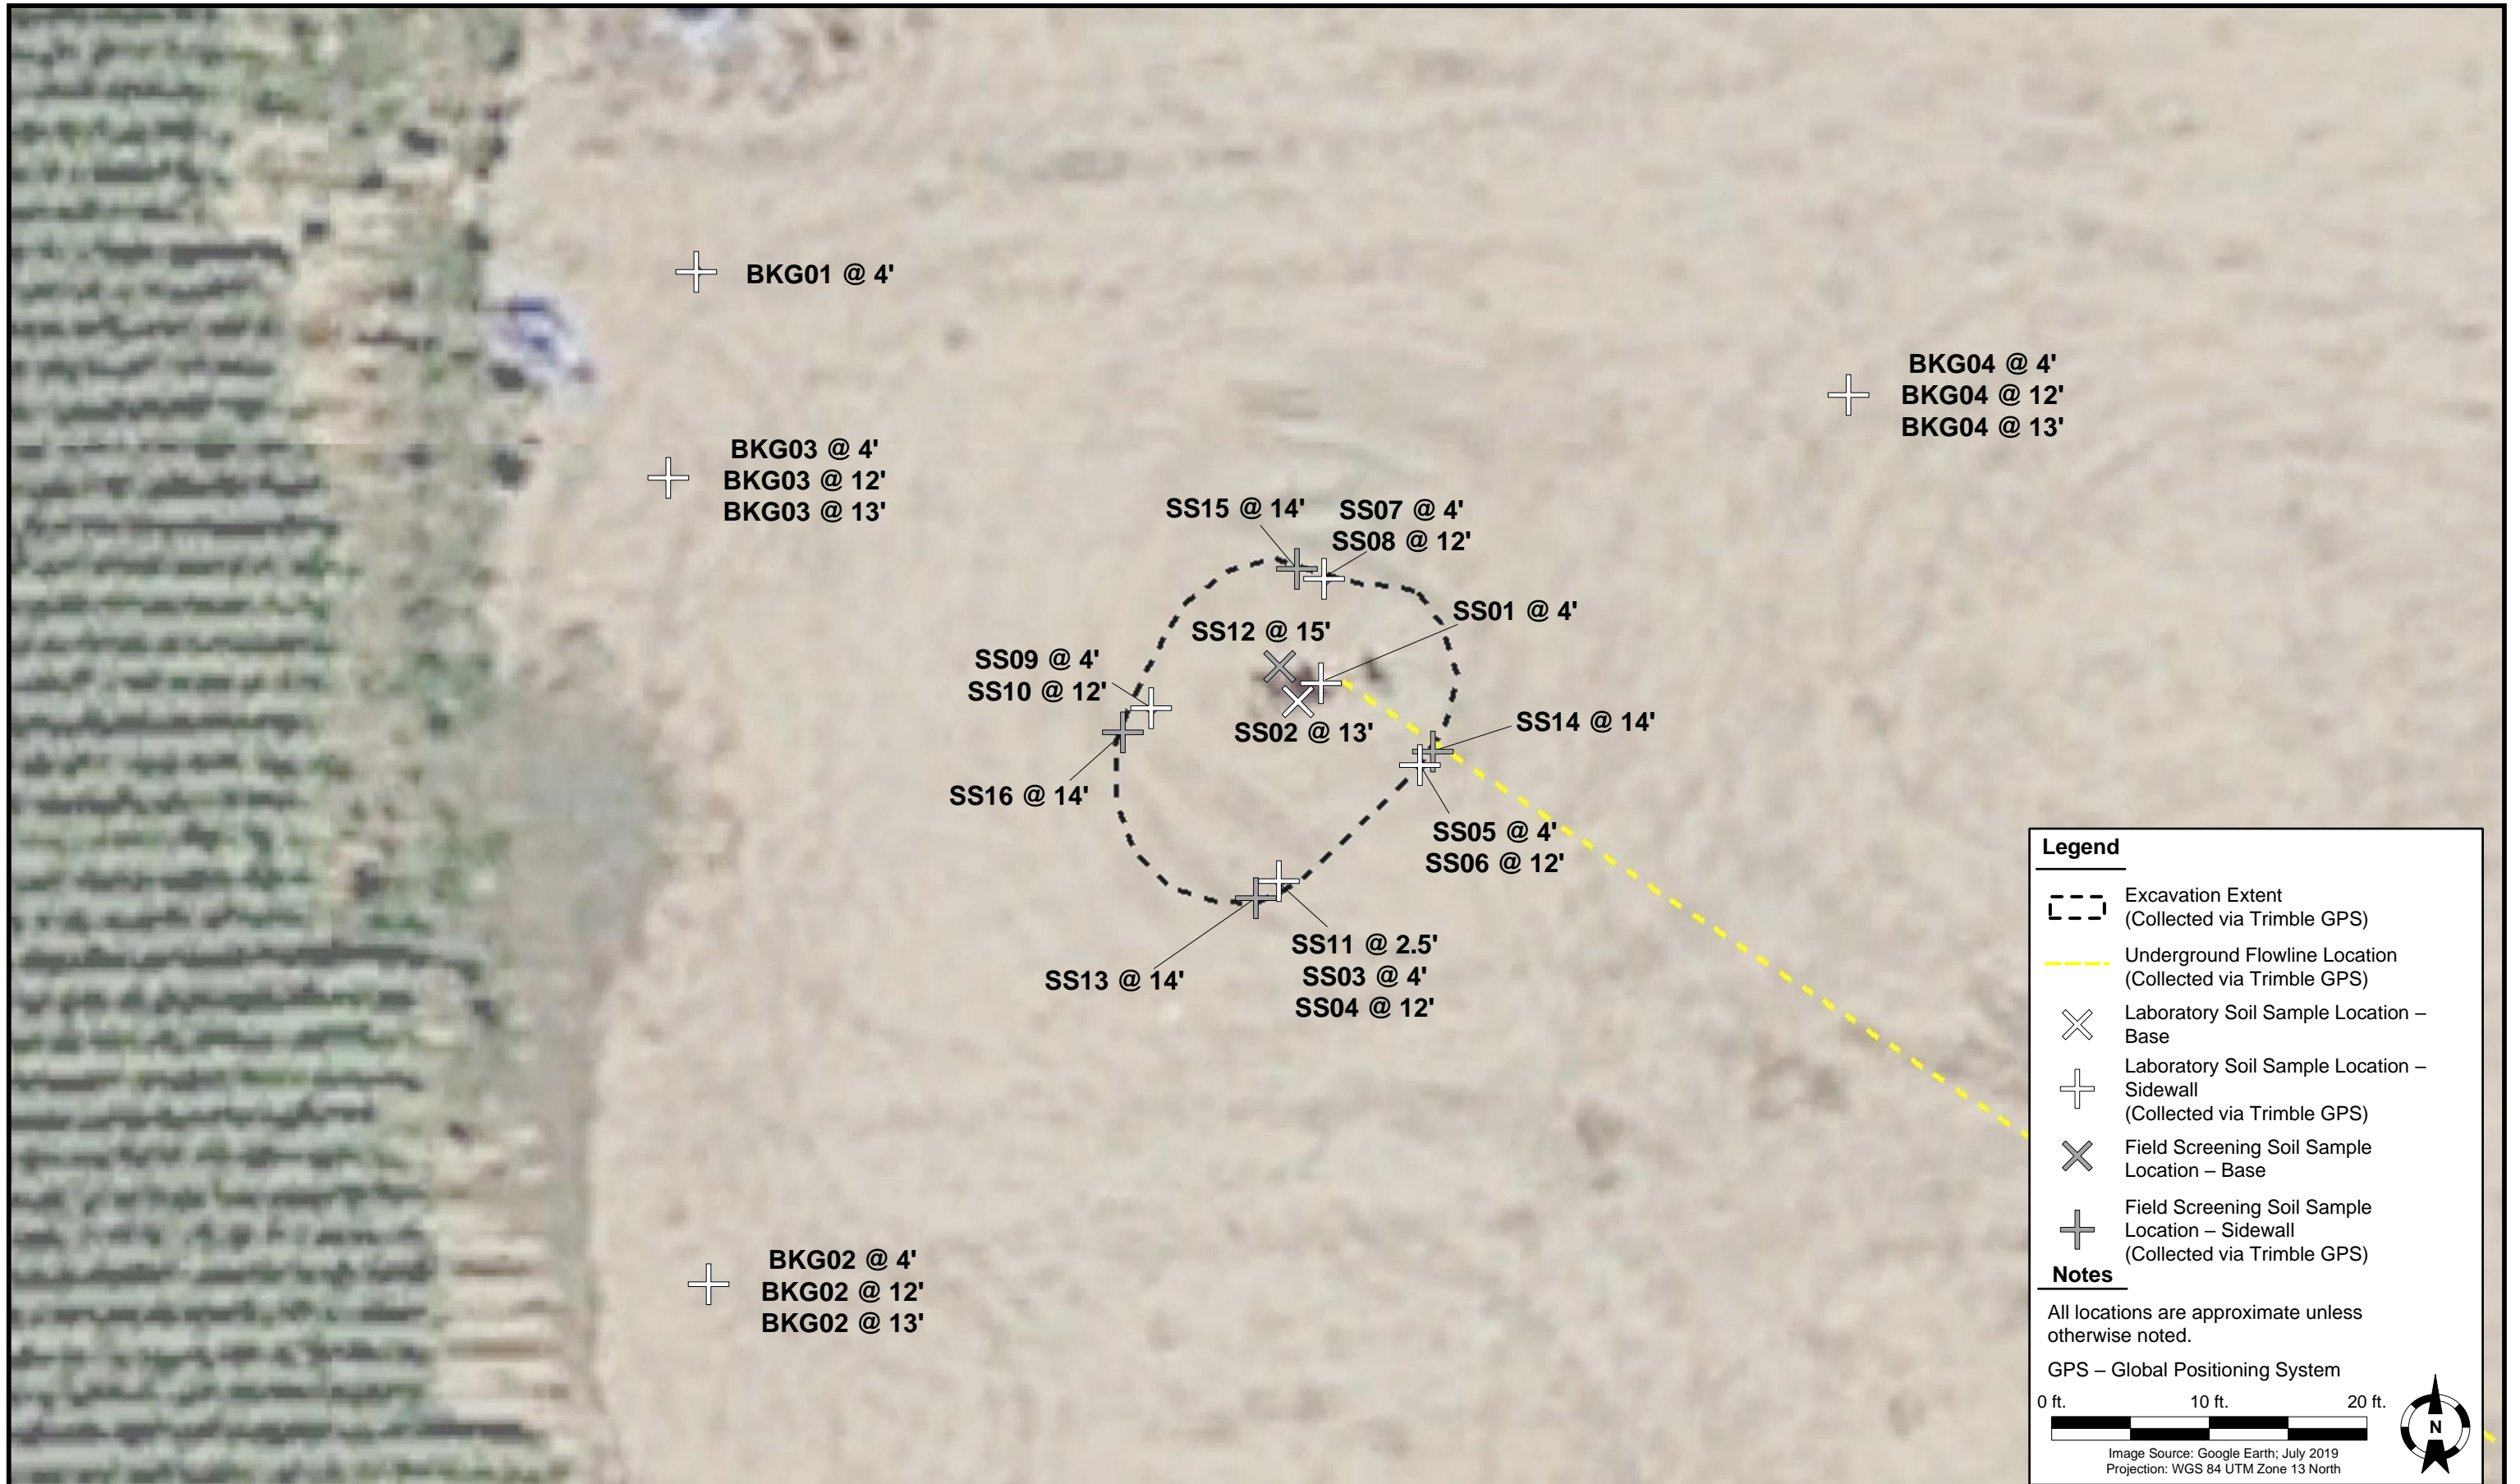 BKG01 @ 4'
BKG04 @ 4'
BKG04 @ 12'
BKG04 @ 13'
BKG03 @ 4'
BKG03 @ 12'
BKG03 @ 13'
SS15 @ 14'
SS07 @ 4'
SS08 @ 12'
SS01 @ 4'
SS12 @ 15'
SS09 @ 4'
SS10 @ 12'
SS02 @ 13'
SS14 @ 14'
SS16 @ 14'
SS05 @ 4'
SS06 @ 12'
SS11 @ 2.5'
SS03 @ 4'
SS04 @ 12'
SS13 @ 14'
BKG02 @ 4'
BKG02 @ 12'
BKG02 @ 13'
Legend
Excavation Extent
(Collected via Trimble GPS)
Underground Flowline Location
(Collected via Trimble GPS)
Laboratory Soil Sample Location –
Base
Laboratory Soil Sample Location –
Sidewall
(Collected via Trimble GPS)
Field Screening Soil Sample
Location – Base
Field Screening Soil Sample
Location – Sidewall
(Collected via Trimble GPS)
Notes
All locations are approximate unless
otherwise noted.
GPS – Global Positioning System
0 ft. 10 ft. 20 ft.
N
Image Source: Google Earth; July 2019
Projection: WGS 84 UTM Zone 13 North